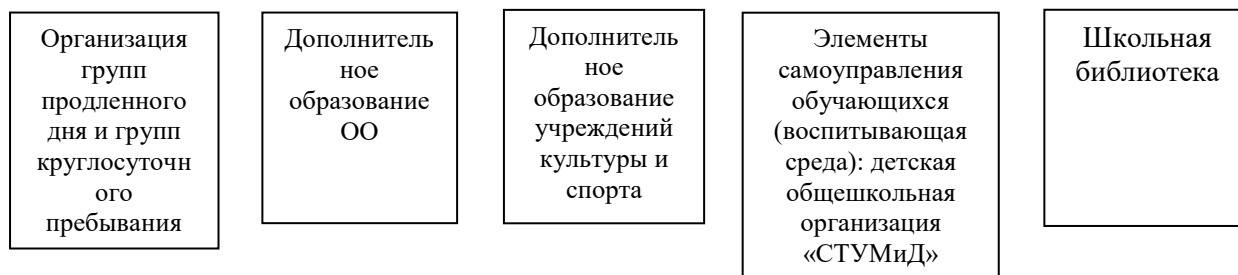 Организация
групп
продленного
дня и групп
круглосуточн
ого
пребывания
Дополнитель
ное
образование
ОО
Дополнитель
ное
образование
учреждений
культуры и
спорта
Элементы
самоуправления
обучающихся
(воспитывающая
среда): детская
общешкольная
организация
«СТУМиД»
Школьная
библиотека